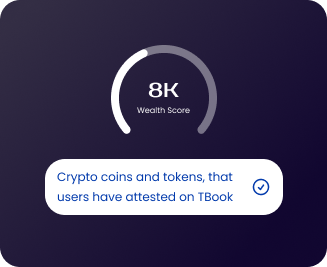 8K
Wealth Score
Crypto coins and tokens, that
users have attested on TBook